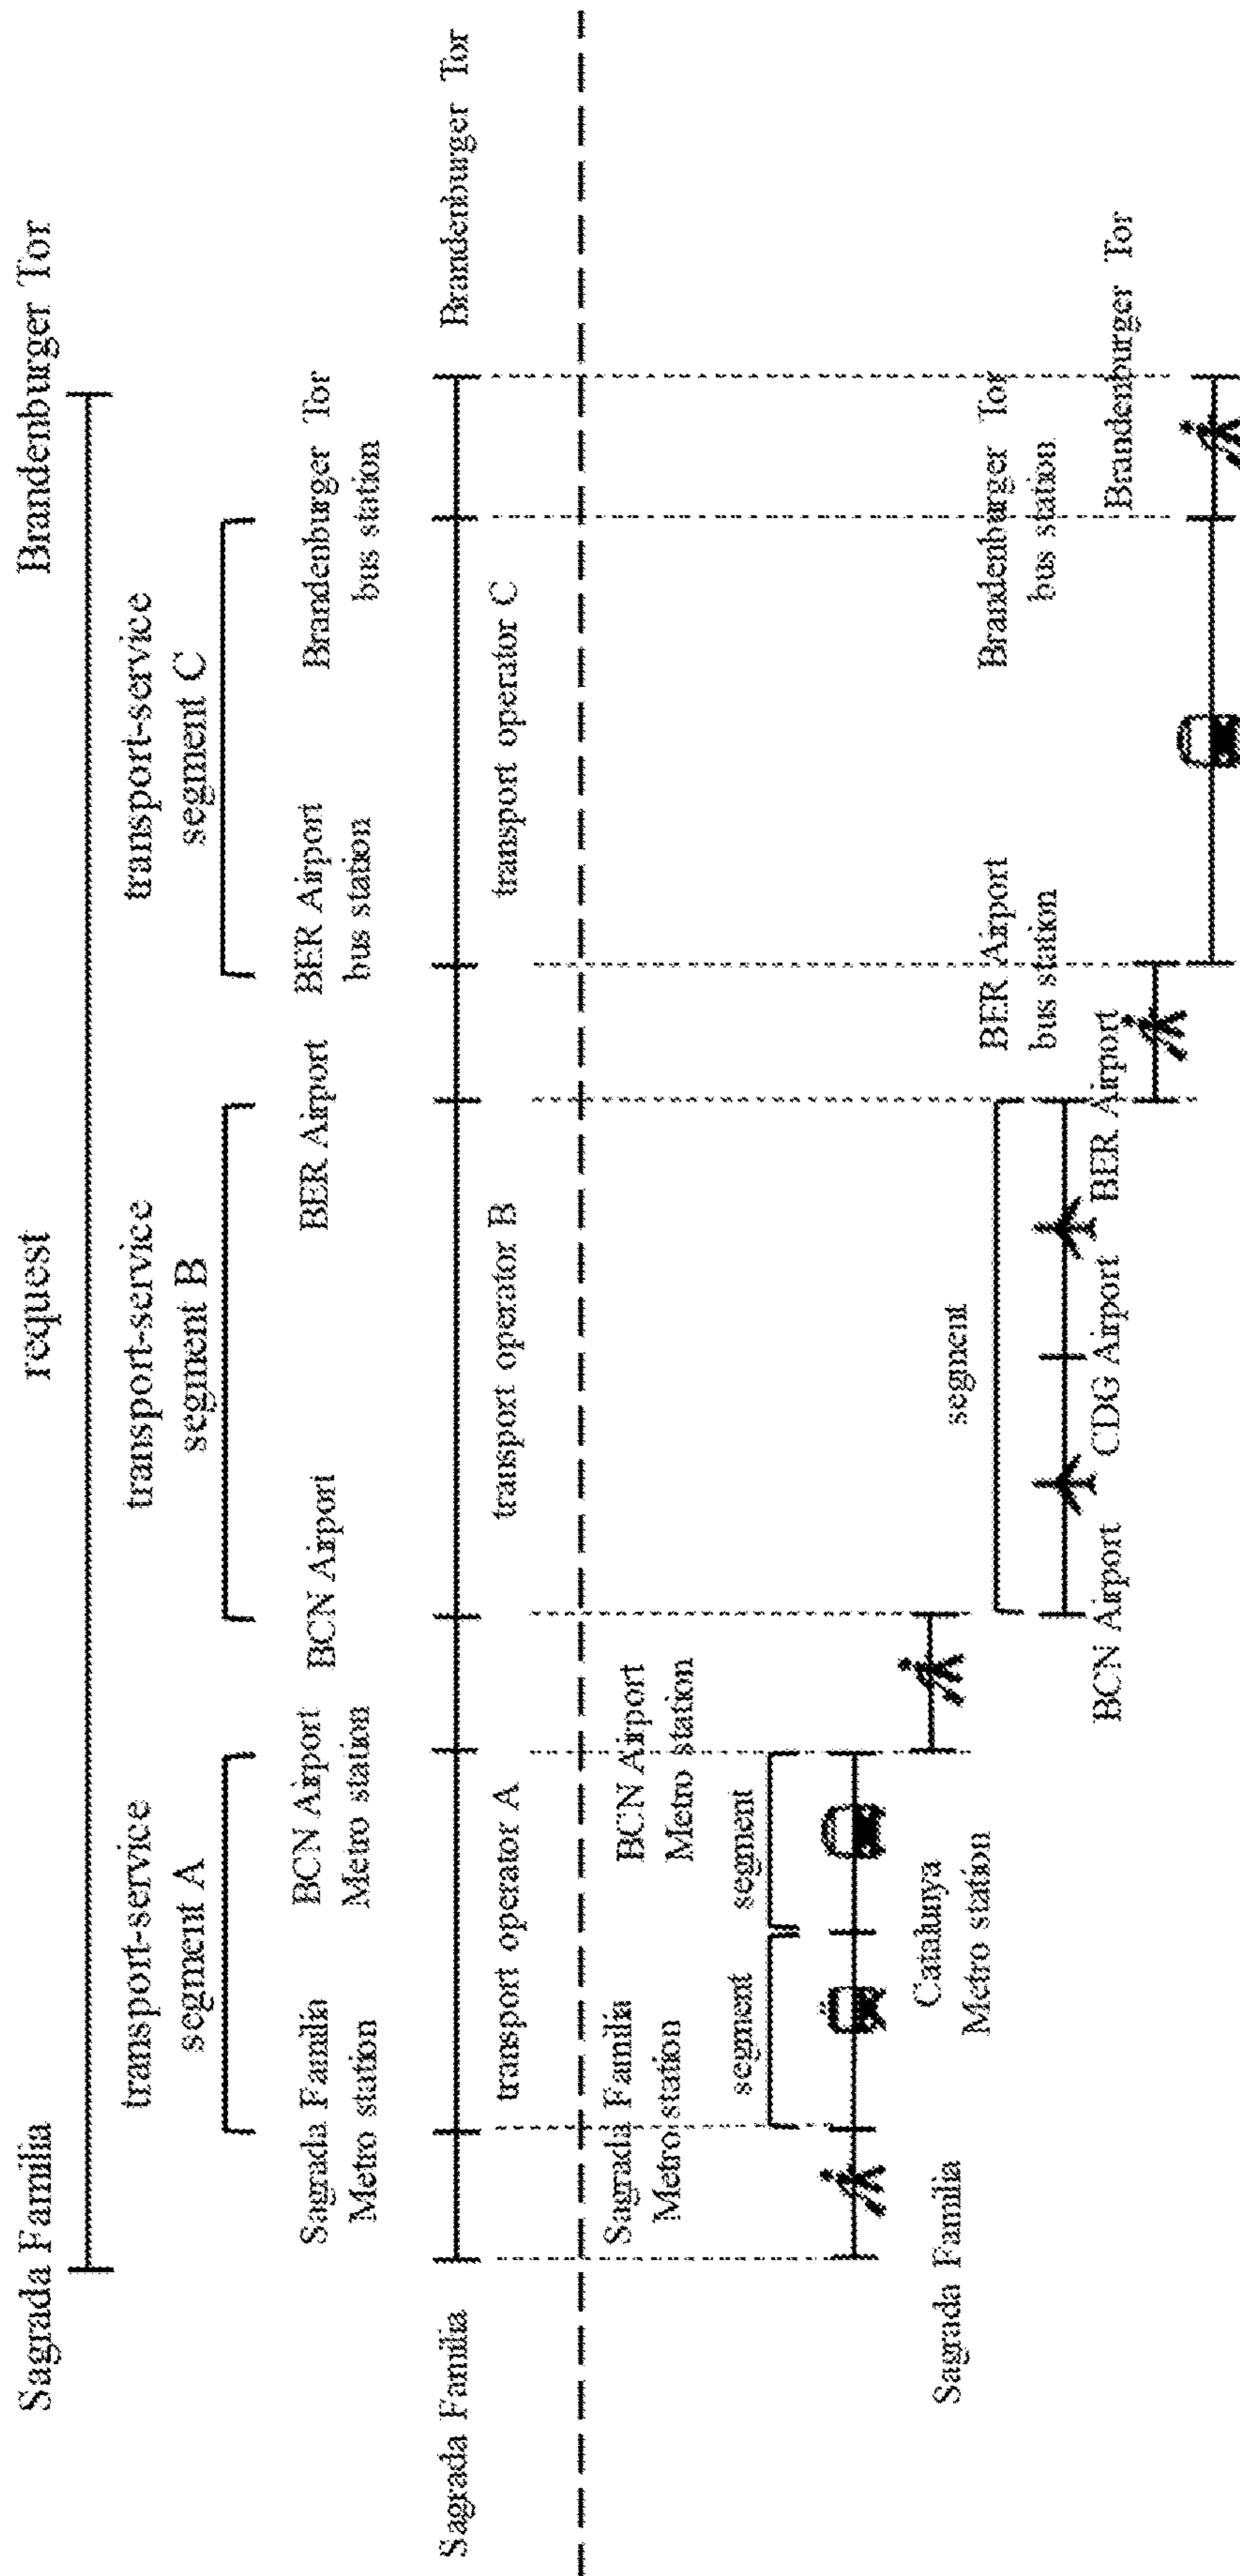 Sagrada Familia
request
Brandenburger Tor
transport-service
segment A
transport-service
segment B
transport-service
segment C
Sagrada Familia
Metro station
BCN Airport
Metro station
BCN Airport
BER Airport
BER Airport
bus station
Brandenburger Tor
bus station
Sagrada Familia
Brandenburger Tor
transport operator A
transport operator B
transport operator C
Sagrada Familia
Metro station
BCN Airport
Metro station
segment
segment
Sagrada Familia
Catalunya
Metro station
segment
BCN Airport
CDG Airport
BER Airport
BER Airport
bus station
Brandenburger Tor
bus station
Brandenburger Tor